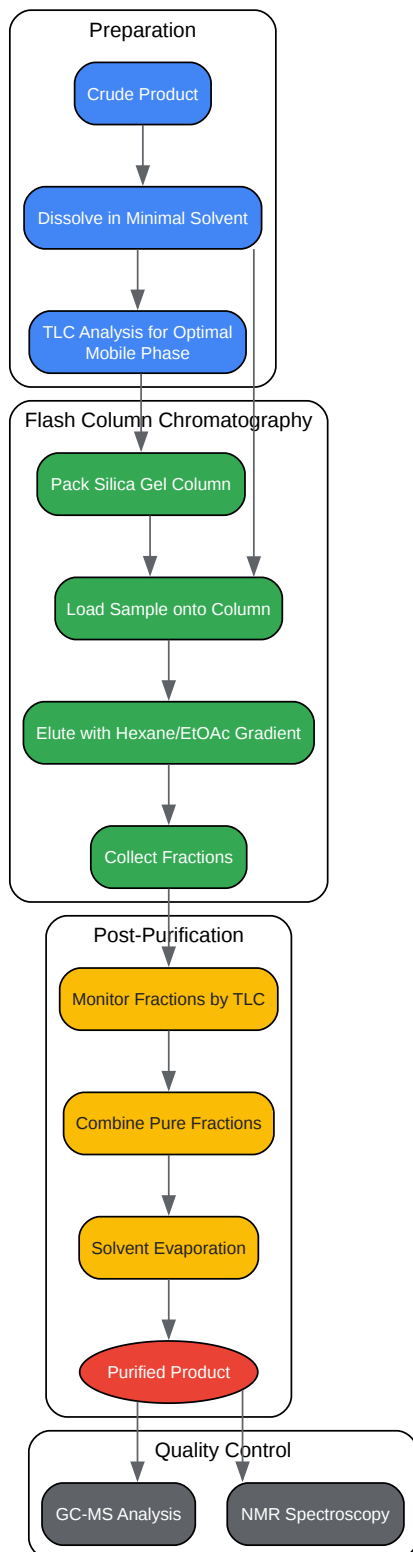 Preparation
Crude Product
Dissolve in Minimal Solvent
TLC Analysis for Optimal
Mobile Phase
Flash Column Chromatography
Pack Silica Gel Column
Load Sample onto Column
Elute with Hexane/EtOAc Gradient
Collect Fractions
Post-Purification
Monitor Fractions by TLC
Combine Pure Fractions
Solvent Evaporation
Purified Product
Quality Control
GC-MS Analysis
NMR Spectroscopy